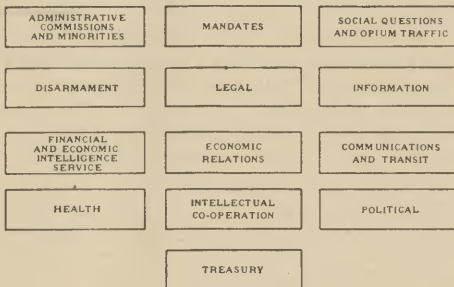 ADMINISTRATIVE
COMMISSIONS
AND MINORITIES
MANDATES
SOCIAL QUESTIONS
AND OPIUM TRAFFIC
DISARMAMENT
LEGAL
INFORMATION
FINANCIAL
AND ECONOMIC
INTELLIGENCE
SERVICE
ECONOMIC
RELATIONS
COMMUNICATIONS
AND TRANSIT
HEALTH
INTELLECTUAL
CO-OPERATION
POLITICAL
TREASURY